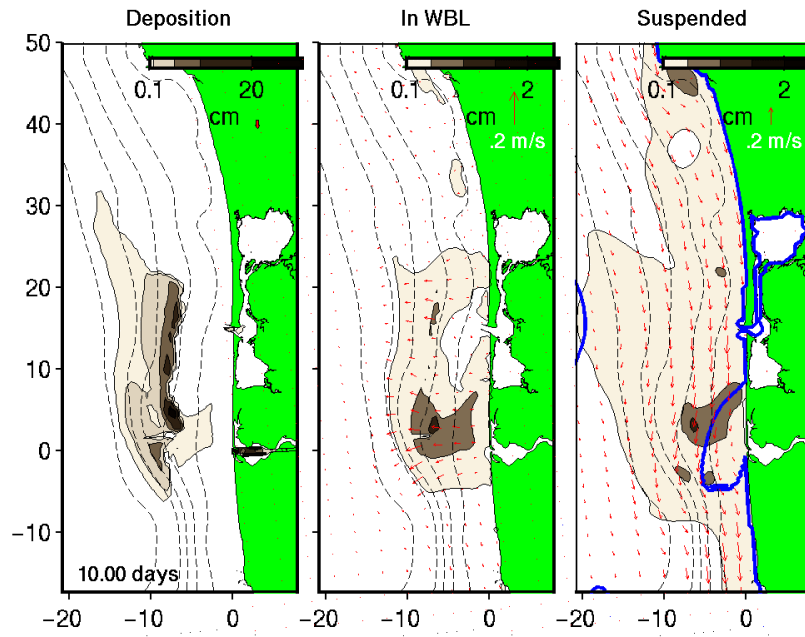 Deposition In WBL Suspended
50
0.1 20 0.1 2 0.1 2
cm cm cm
40 .2 m/s .2 m/s
30
20
10
0
−10
10.00 days
−20 −10 0 −20 −10 0 −20 −10 0